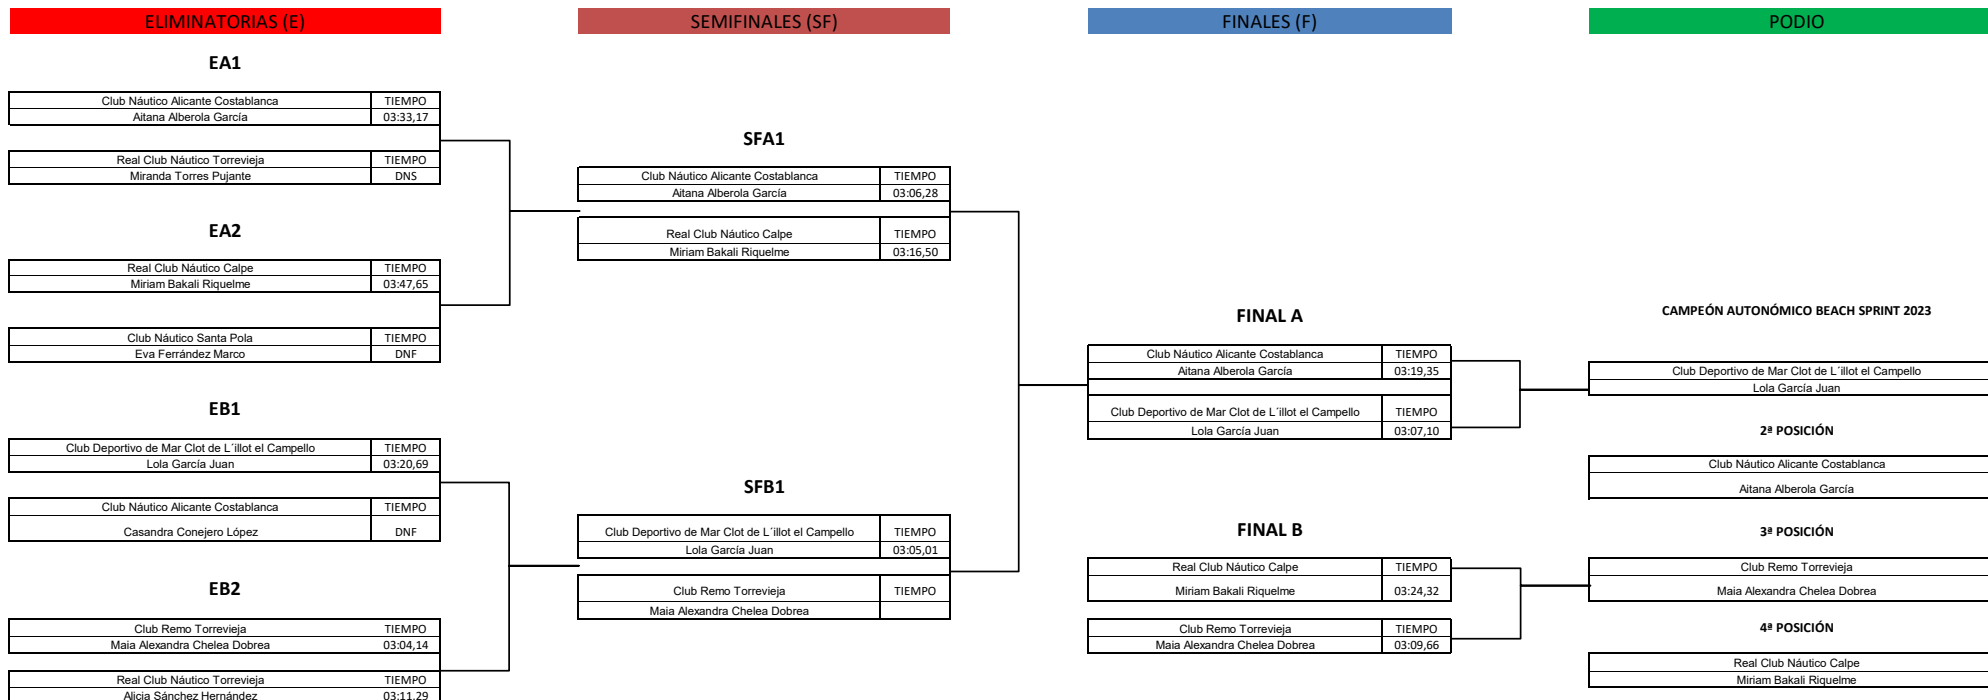 ELIMINATORIAS (E)
EA1
Club Náutico Alicante Costablanca TIEMPO
Aitana Alberola García 03:33,17
Real Club Náutico Torrevieja TIEMPO
Miranda Torres Pujante DNS
EA2
Real Club Náutico Calpe TIEMPO
Miriam Bakali Riquelme 03:47,65
Club Náutico Santa Pola TIEMPO
Eva Ferrández Marco DNF
EB1
Club Deportivo de Mar Clot de L´illot el Campello TIEMPO
Lola García Juan 03:20,69
Club Náutico Alicante Costablanca TIEMPO
Casandra Conejero López DNF
EB2
Club Remo Torrevieja TIEMPO
Maia Alexandra Chelea Dobrea 03:04,14
Real Club Náutico Torrevieja TIEMPO
Alicia Sánchez Hernández 03:11,29
SEMIFINALES (SF)
SFA1
Club Náutico Alicante Costablanca TIEMPO
Aitana Alberola García 03:06,28
Real Club Náutico Calpe TIEMPO
Miriam Bakali Riquelme 03:16,50
SFB1
Club Deportivo de Mar Clot de L´illot el Campello TIEMPO
Lola García Juan 03:05,01
Club Remo Torrevieja TIEMPO
Maia Alexandra Chelea Dobrea
FINALES (F)
FINAL A
Club Náutico Alicante Costablanca TIEMPO
Aitana Alberola García 03:19,35
Club Deportivo de Mar Clot de L´illot el Campello TIEMPO
Lola García Juan 03:07,10
FINAL B
Real Club Náutico Calpe TIEMPO
Miriam Bakali Riquelme 03:24,32
Club Remo Torrevieja TIEMPO
Maia Alexandra Chelea Dobrea 03:09,66
PODIO
CAMPEÓN AUTONÓMICO BEACH SPRINT 2023
Club Deportivo de Mar Clot de L´illot el Campello
Lola García Juan
2ª POSICIÓN
Club Náutico Alicante Costablanca
Aitana Alberola García
3ª POSICIÓN
Club Remo Torrevieja
Maia Alexandra Chelea Dobrea
4ª POSICIÓN
Real Club Náutico Calpe
Miriam Bakali Riquelme